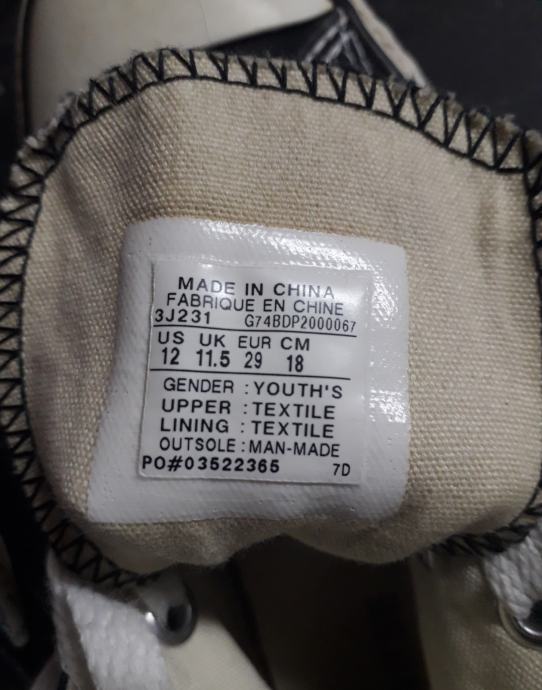 MADE IN CHINA
FABRIQUE EN CHINE
3J231 G74BDP2000067
US UK EUR CM
12 11.5 29 18
GENDER : YOUTH'S
UPPER : TEXTILE
LINING : TEXTILE
OUTSOLE : MAN-MADE
PO#03522365 7D